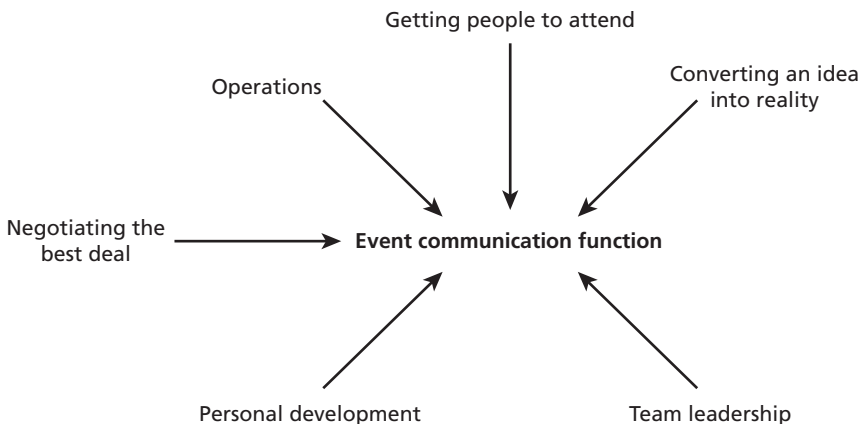 Getting people to attend
Converting an idea
into reality
Operations
Negotiating the
best deal
Event communication function
Personal development
Team leadership